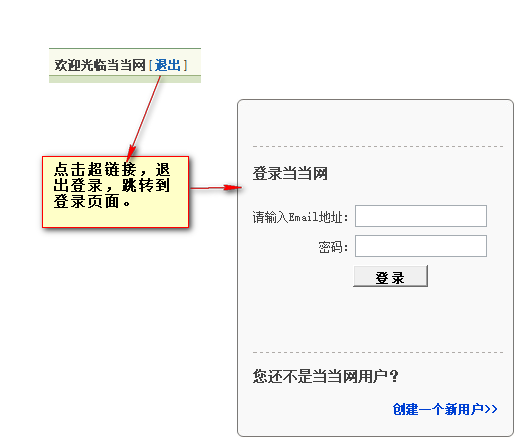 欢迎光临当当网[退出]
点击超链接，退
出登录，跳转到
登录页面。
登录当当网
请输入Email地址：
密码：
登 录
您还不是当当网用户？
创建一个新用户>>